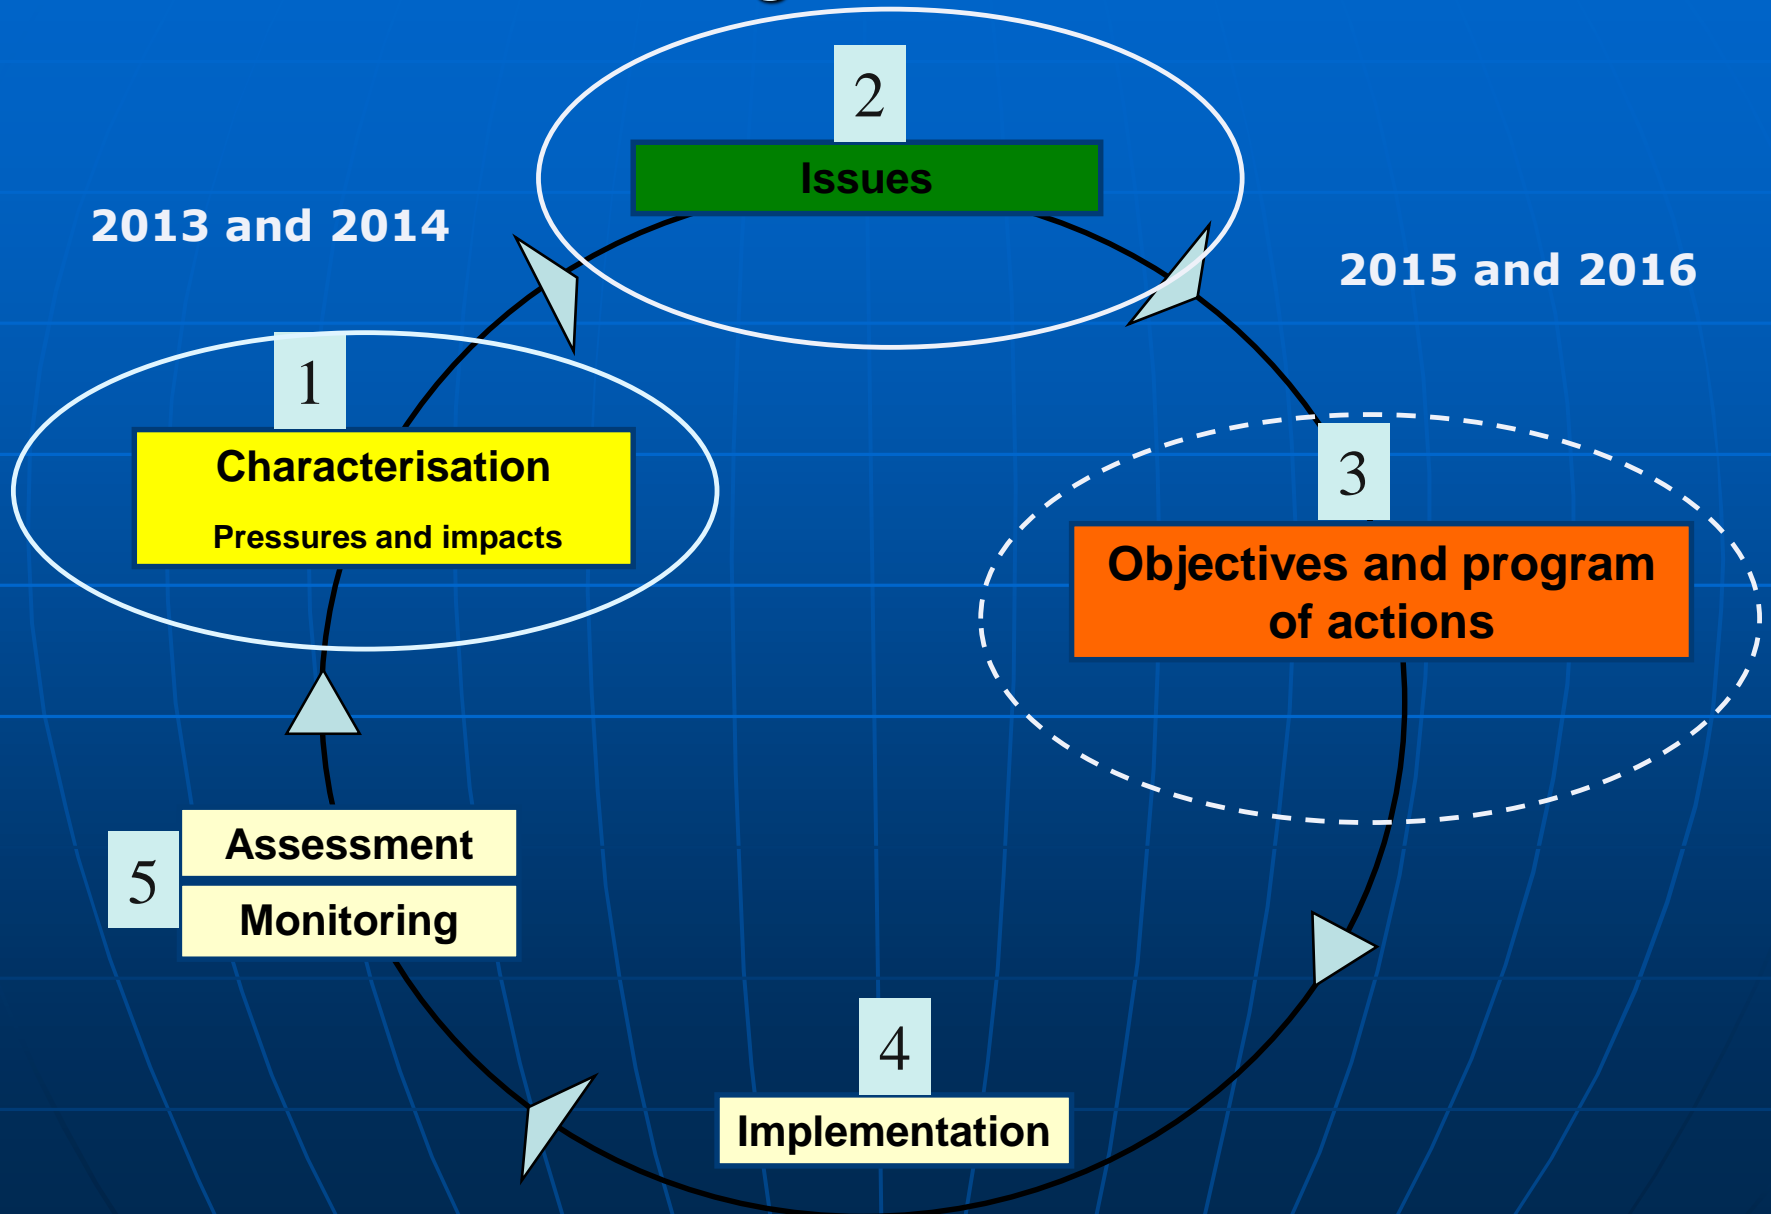 2
Issues
2013 and 2014
2015 and 2016
1
Characterisation
Pressures and impacts
3
Objectives and program
of actions
5
Assessment
Monitoring
4
Implementation